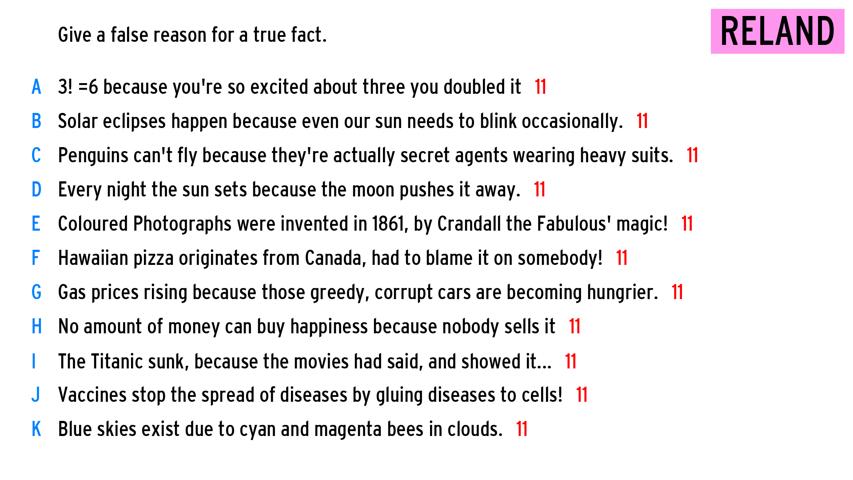 Give a false reason for a true fact.
RELAND
A 3! =6 because you're so excited about three you doubled it 11
B Solar eclipses happen because even our sun needs to blink occasionally. 11
C Penguins can't fly because they're actually secret agents wearing heavy suits. 11
D Every night the sun sets because the moon pushes it away. 11
E Coloured Photographs were invented in 1861, by Crandall the Fabulous' magic! 11
F Hawaiian pizza originates from Canada, had to blame it on somebody! 11
G Gas prices rising because those greedy, corrupt cars are becoming hungrier. 11
H No amount of money can buy happiness because nobody sells it 11
I The Titanic sunk, because the movies had said, and showed it... 11
J Vaccines stop the spread of diseases by gluing diseases to cells! 11
K Blue skies exist due to cyan and magenta bees in clouds. 11